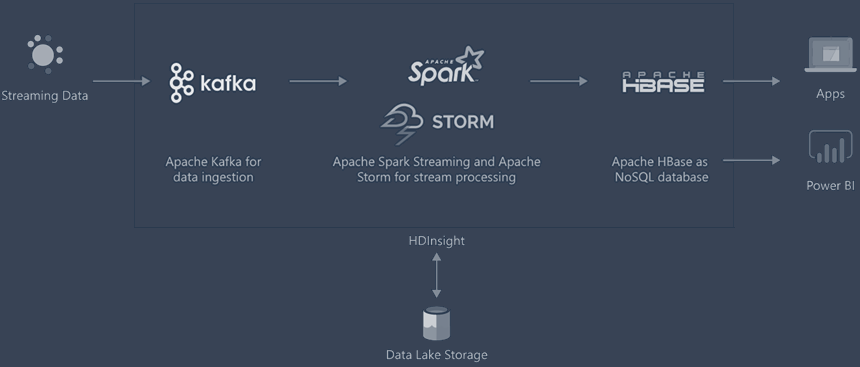 Streaming Data
kafka
APACHE
Spark
STORM
APACHE
HBASE
Apache Kafka for
data ingestion
Apache Spark Streaming and Apache
Storm for stream processing
Apache HBase as
NoSQL database
Apps
Power BI
HDInsight
Data Lake Storage